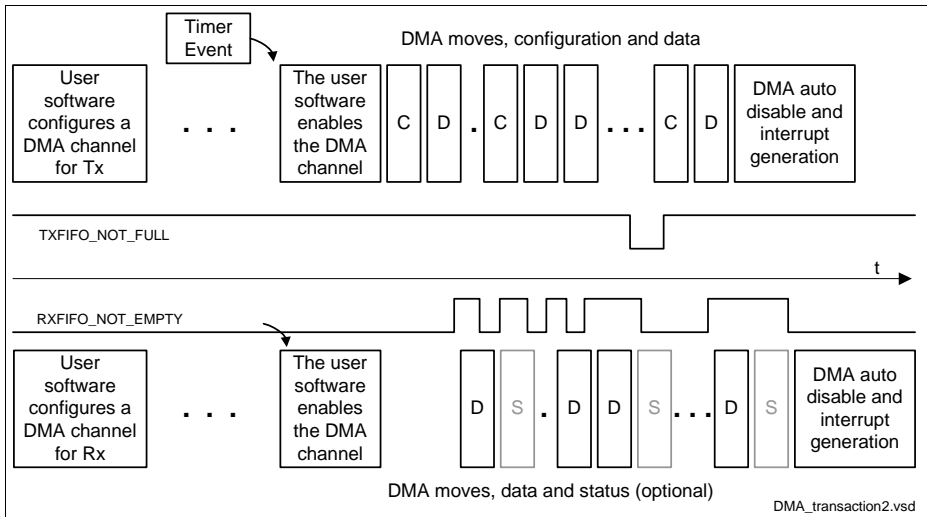 Timer
Event
DMA moves, configuration and data
User
software
configures a
DMA channel
for Tx
. . .
The user
software
enables
the DMA
channel
C D . C D D . . . C D
DMA auto
disable and
interrupt
generation
TXFIFO_NOT_FULL
t
RXFIFO_NOT_EMPTY
User
software
configures a
DMA channel
for Rx
. . .
The user
software
enables
the DMA
channel
D S . D D S . . . D S
DMA auto
disable and
interrupt
generation
DMA moves, data and status (optional)
DMA_transaction2.vsd